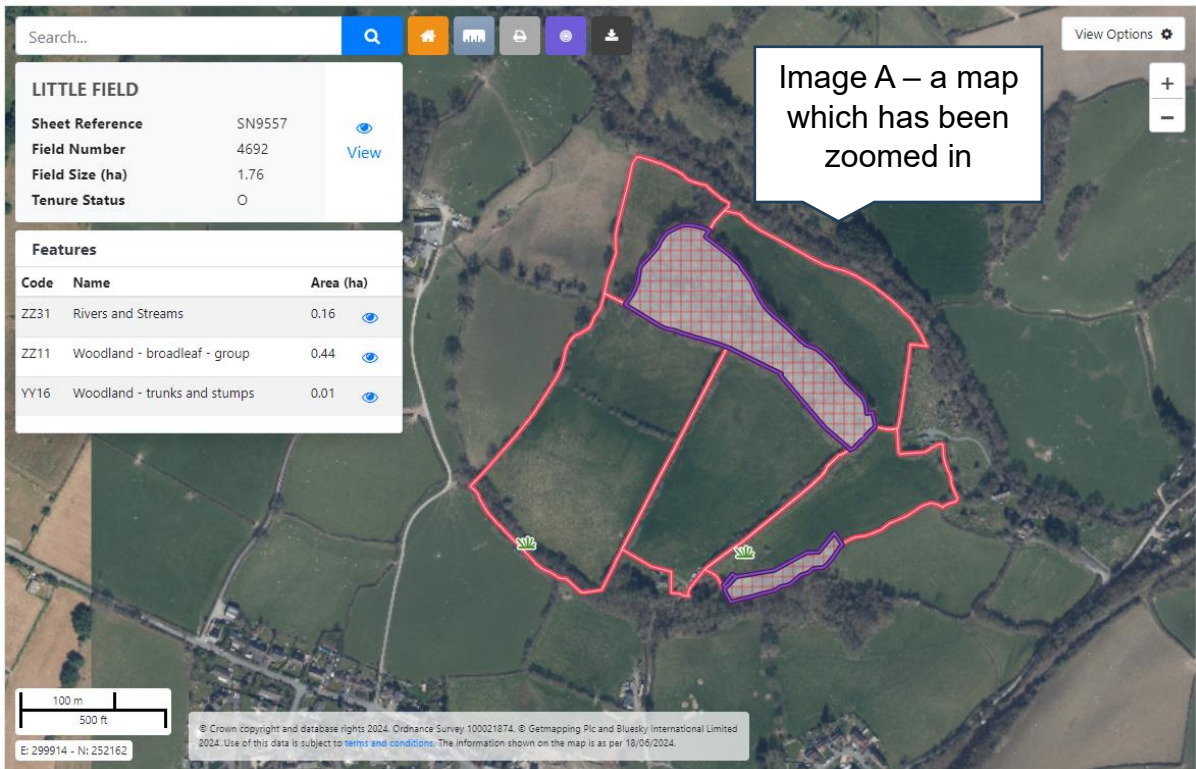 Search...
View Options
LITTLE FIELD
Sheet Reference SN9557
Field Number 4692
Field Size (ha) 1.76
Tenure Status O
View
Image A – a map
which has been
zoomed in
+
−
Features
Code Name Area (ha)
ZZ31 Rivers and Streams 0.16
ZZ11 Woodland - broadleaf - group 0.44
YY16 Woodland - trunks and stumps 0.01
100 m
500 ft
E: 299914 - N: 252162
© Crown copyright and database rights 2024. Ordnance Survey 100021874. © Getmapping Plc and Bluesky International Limited
2024. Use of this data is subject to terms and conditions. The information shown on the map is as per 18/06/2024.